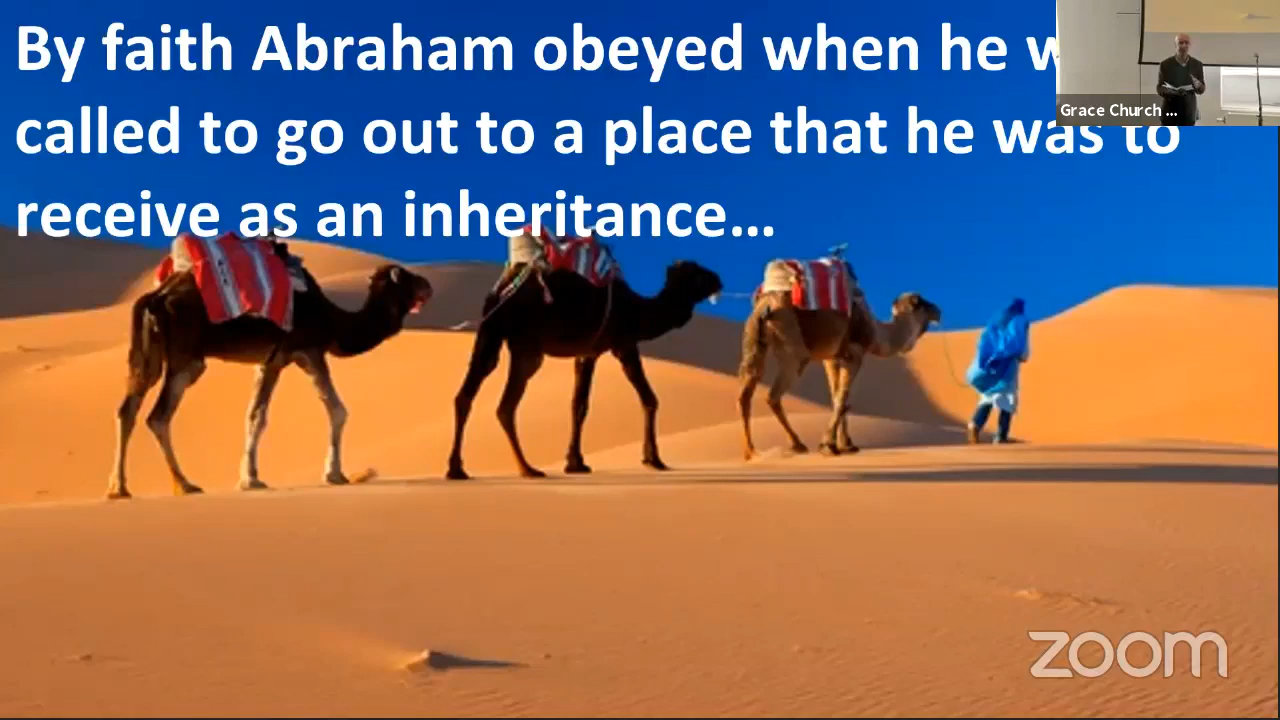 By faith Abraham obeyed when he
called to go out to a place that he was to
receive as an inheritance…
Grace Church ...
zoom